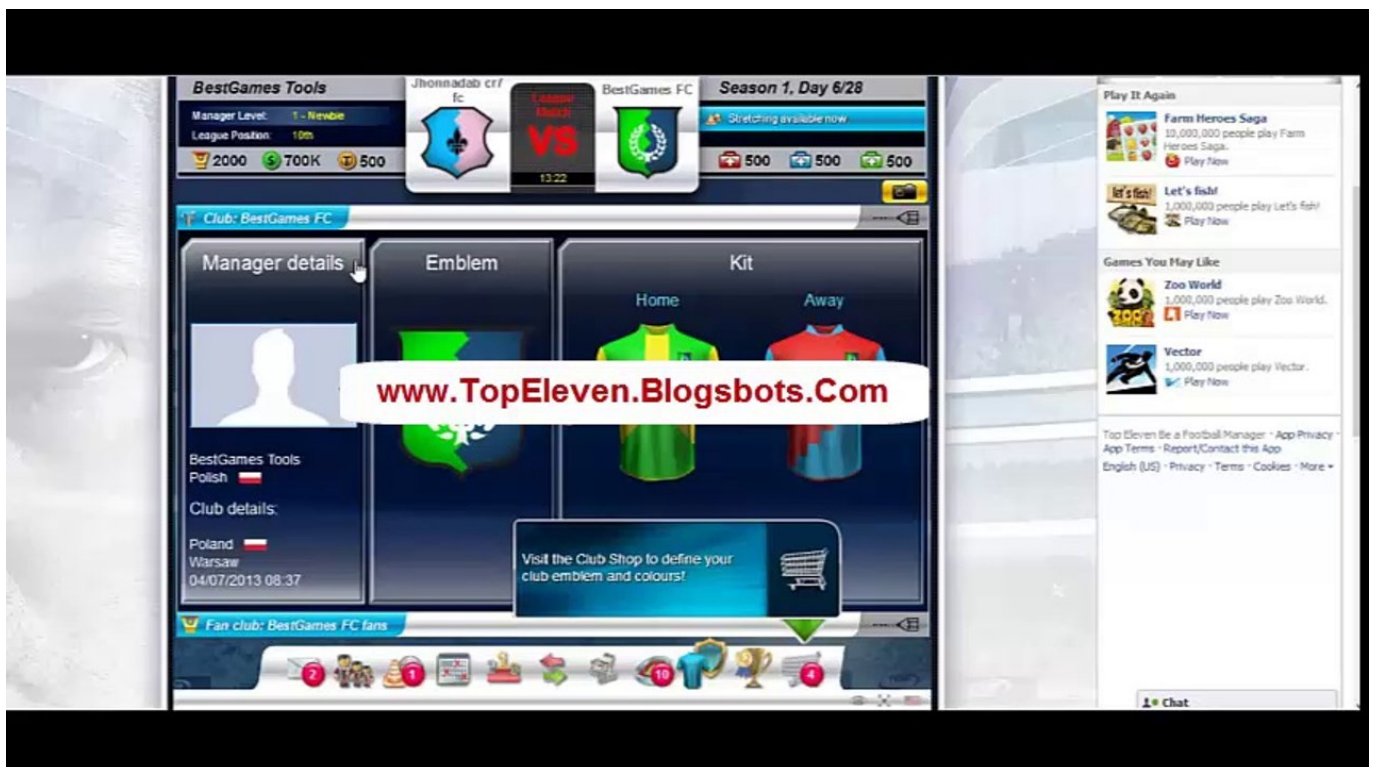 BestGames Tools
Manager Level: 1 - Newbie
League Position: 10th
2000 700K 500
Jhonnadab cr7
fc
League
Match
VS
13:22
BestGames FC
Season 1, Day 6/28
Stretching available now
500 500 500
Club: BestGames FC
Manager details
Emblem
Kit
Home
Away
www.TopEleven.Blogsbots.Com
BestGames Tools
Polish
Club details:
Poland
Warsaw
04/07/2013 08:37
Visit the Club Shop to define your
club emblem and colours!
Fan club: BestGames FC fans
2
1
10
4
Play It Again
Farm Heroes Saga
10,000,000 people play Farm
Heroes Saga.
Play Now
let's fish!
Let's fish!
1,000,000 people play Let's fish!
Play Now
Games You May Like
ZOO
Zoo World
1,000,000 people play Zoo World.
Play Now
Vector
1,000,000 people play Vector.
Play Now
Top Eleven Be a Football Manager · App Privacy ·
App Terms · Report/Contact this App
English (US) · Privacy · Terms · Cookies · More
Chat